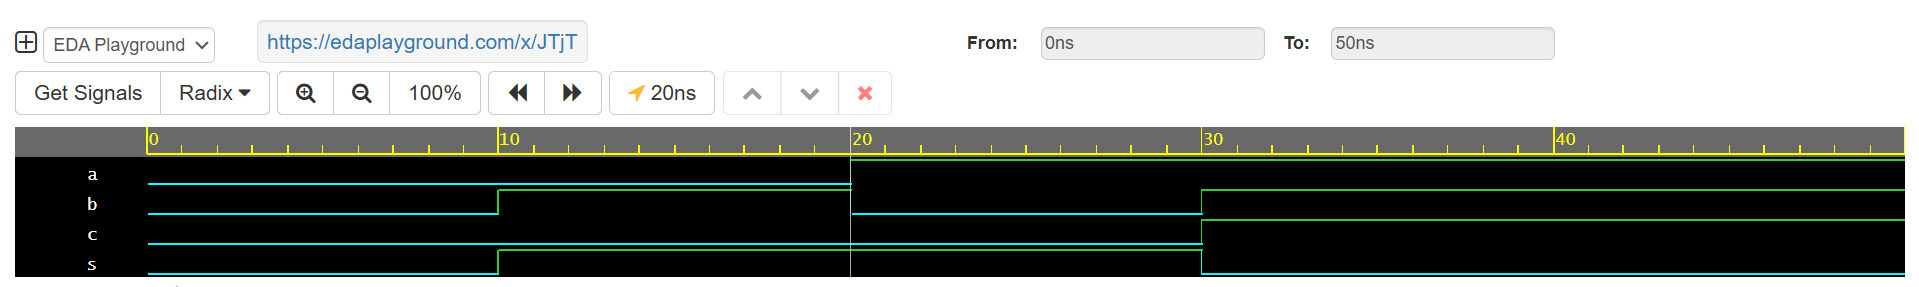 EDA Playground https://edaplayground.com/x/JTjT From: 0ns To: 50ns
Get Signals Radix 100% 20ns
0 10 20 30 40
a
b
c
s